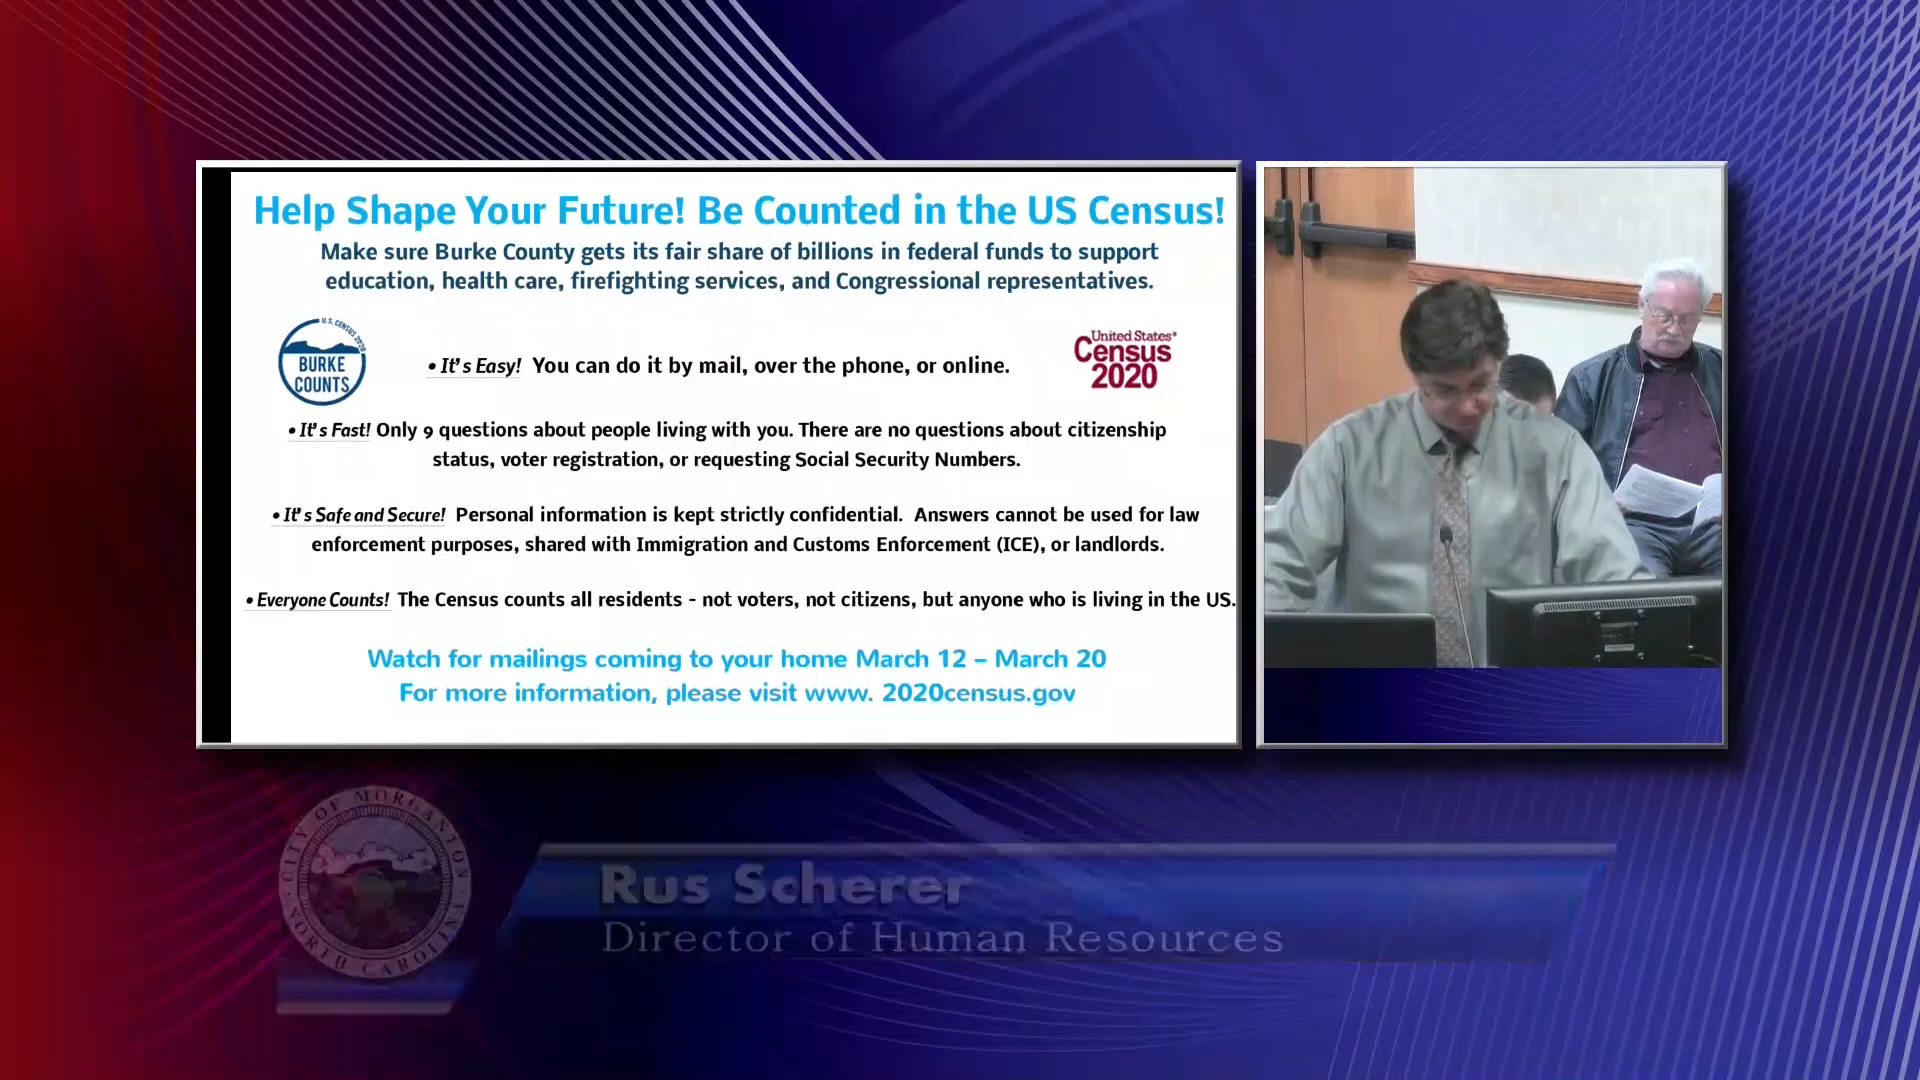 Help Shape Your Future! Be Counted in the US Census!
Make sure Burke County gets its fair share of billions in federal funds to support
education, health care, firefighting services, and Congressional representatives.
U.S. CENSUS 2020
BURKE
COUNTS
• It's Easy! You can do it by mail, over the phone, or online.
United States®
Census
2020
• It's Fast! Only 9 questions about people living with you. There are no questions about citizenship
status, voter registration, or requesting Social Security Numbers.
• It's Safe and Secure! Personal information is kept strictly confidential. Answers cannot be used for law
enforcement purposes, shared with Immigration and Customs Enforcement (ICE), or landlords.
• Everyone Counts! The Census counts all residents - not voters, not citizens, but anyone who is living in the US.
Watch for mailings coming to your home March 12 – March 20
For more information, please visit www. 2020census.gov
CITY OF MORGANTON
NORTH CAROLINA
Rus Scherer
Director of Human Resources